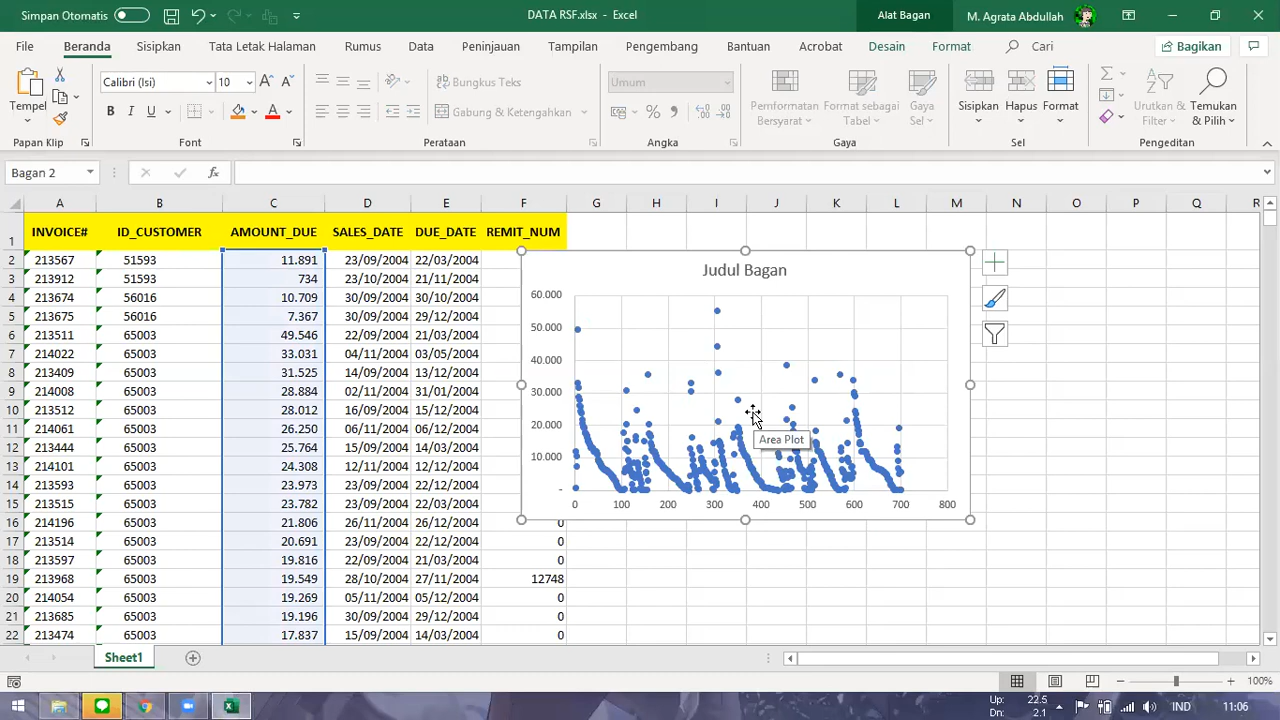 Simpan Otomatis
DATA RSF.xlsx - Excel
Alat Bagan
M. Agrata Abdullah
File Beranda Sisipkan Tata Letak Halaman Rumus Data Peninjauan Tampilan Pengembang Bantuan Acrobat Desain Format Cari Bagikan
Tempel
Papan Klip
Calibri (Isi) 10
B I U
Font
Bungkus Teks
Gabung & Ketengahkan
Perataan
Umum
Angka
Pemformatan Bersyarat
Format sebagai Tabel
Gaya Sel
Gaya
Sisipkan Hapus Format
Sel
Urutkan & Filter
Temukan & Pilih
Pengeditan
Bagan 2
fx
A B C D E F G H I J K L M N O P Q R
1 INVOICE# ID_CUSTOMER AMOUNT_DUE SALES_DATE DUE_DATE REMIT_NUM
2 213567 51593 11.891 23/09/2004 22/03/2004
3 213912 51593 734 23/10/2004 21/11/2004
4 213674 56016 10.709 30/09/2004 30/10/2004
5 213675 56016 7.367 30/09/2004 29/12/2004
6 213511 65003 49.546 22/09/2004 21/03/2004
7 214022 65003 33.031 04/11/2004 03/05/2004
8 213409 65003 31.525 14/09/2004 13/12/2004
9 214008 65003 28.884 02/11/2004 31/01/2004
10 213512 65003 28.012 16/09/2004 15/12/2004
11 214061 65003 26.250 06/11/2004 06/12/2004
12 213444 65003 25.764 15/09/2004 14/03/2004
13 214101 65003 24.308 12/11/2004 12/12/2004
14 213593 65003 23.973 23/09/2004 22/12/2004
15 213515 65003 23.782 23/09/2004 22/03/2004
16 214196 65003 21.806 26/11/2004 26/12/2004 0
17 213514 65003 20.691 23/09/2004 22/12/2004 0
18 213597 65003 19.816 22/09/2004 21/03/2004 0
19 213968 65003 19.549 28/10/2004 27/11/2004 12748
20 214054 65003 19.269 05/11/2004 05/12/2004 0
21 213685 65003 19.196 30/09/2004 29/12/2004 0
22 213474 65003 17.837 15/09/2004 14/03/2004 0
Judul Bagan
60.000
50.000
40.000
30.000
20.000
10.000
-
0 100 200 300 400 500 600 700 800
Area Plot
Sheet1
100%
Up: 22.5
Dn: 2.1
IND
11:06